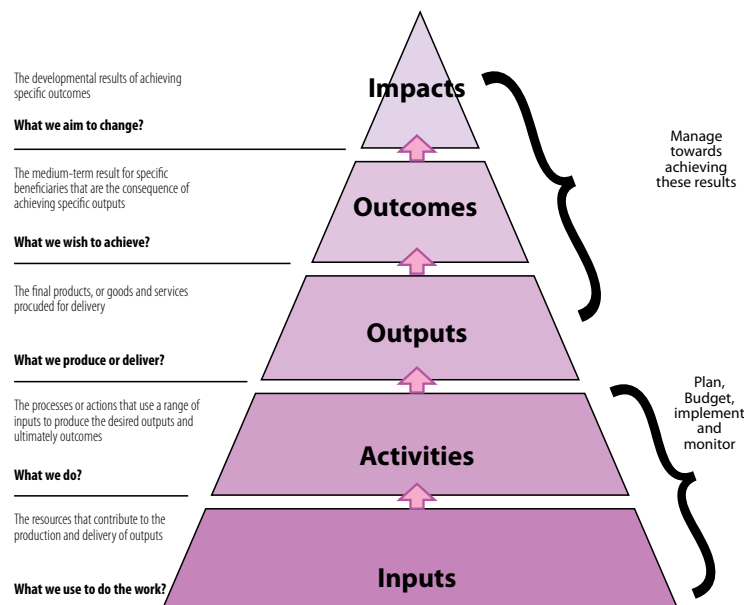 The developmental results of achieving
specific outcomes
What we aim to change?
Impacts
Manage
towards
achieving
these results
The medium-term result for specific
beneficiaries that are the consequence of
achieving specific outputs
What we wish to achieve?
Outcomes
The final products, or goods and services
procuded for delivery
What we produce or deliver?
Outputs
Plan,
Budget,
implement
and
monitor
The processes or actions that use a range of
inputs to produce the desired outputs and
ultimately outcomes
What we do?
Activities
The resources that contribute to the
production and delivery of outputs
What we use to do the work?
Inputs